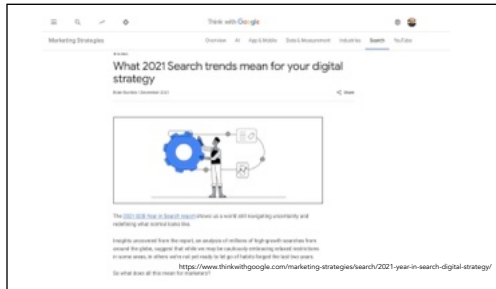 Think with Google
Marketing Strategies
Overview AI App & Mobile Data & Measurement Industries Search YouTube
What 2021 Search trends mean for your digital
strategy
December 2021
Share
The 2021 B2B Year in Search report shows us a world still navigating uncertainty and
redefining what normal looks like.
Insights uncovered from the report, an analysis of millions of high growth searches from
around the globe, suggest that while we may be cautiously embracing relaxed restrictions
in some areas, in others we're not yet ready to let go of habits forged the last two years.
https://www.thinkwithgoogle.com/marketing-strategies/search/2021-year-in-search-digital-strategy/
So what does all this mean for marketers?